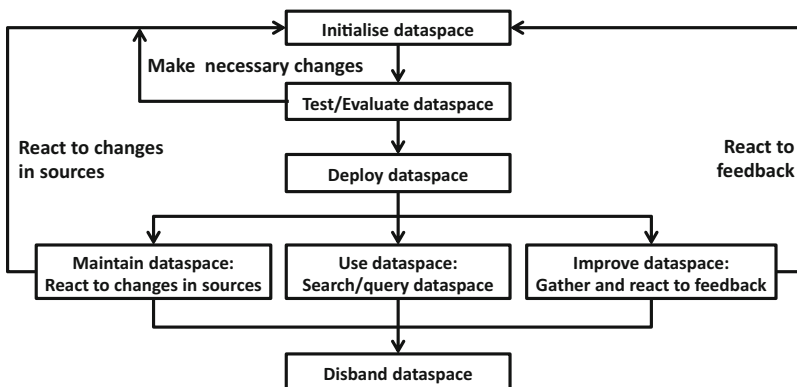 Initialise dataspace
Make necessary changes
Test/Evaluate dataspace
React to changes
in sources
React to
feedback
Deploy dataspace
Maintain dataspace:
React to changes in sources
Use dataspace:
Search/query dataspace
Improve dataspace:
Gather and react to feedback
Disband dataspace